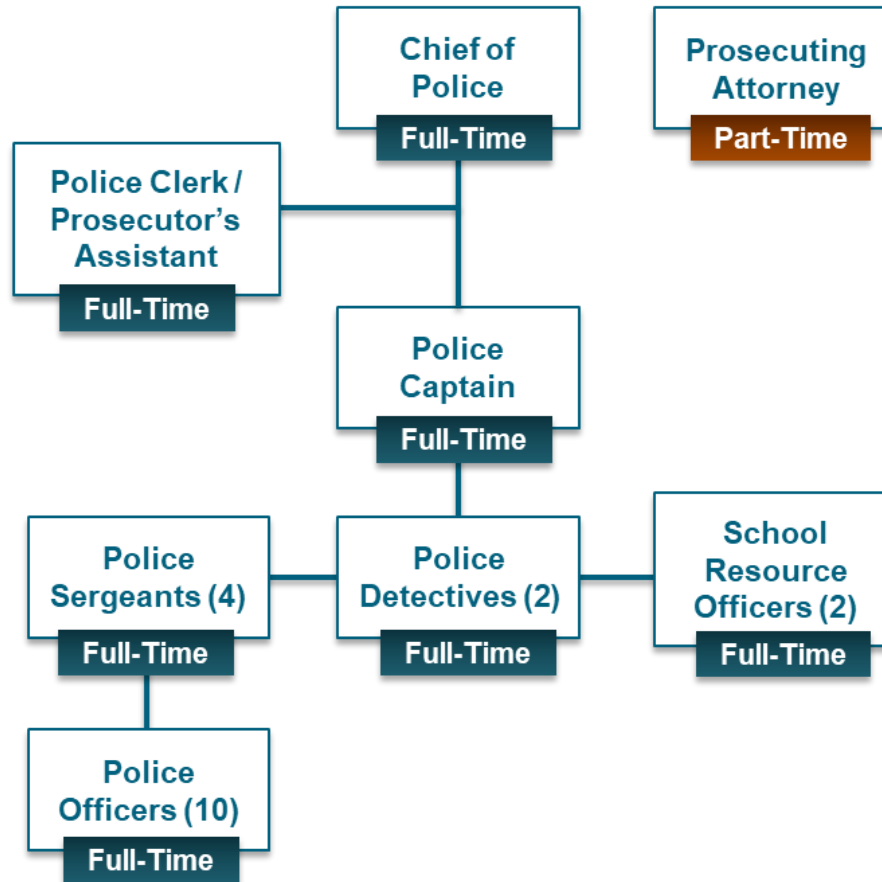 Chief of
Police
Full-Time
Prosecuting
Attorney
Part-Time
Police Clerk /
Prosecutor’s
Assistant
Full-Time
Police
Captain
Full-Time
Police
Sergeants (4)
Full-Time
Police
Detectives (2)
Full-Time
School
Resource
Officers (2)
Full-Time
Police
Officers (10)
Full-Time